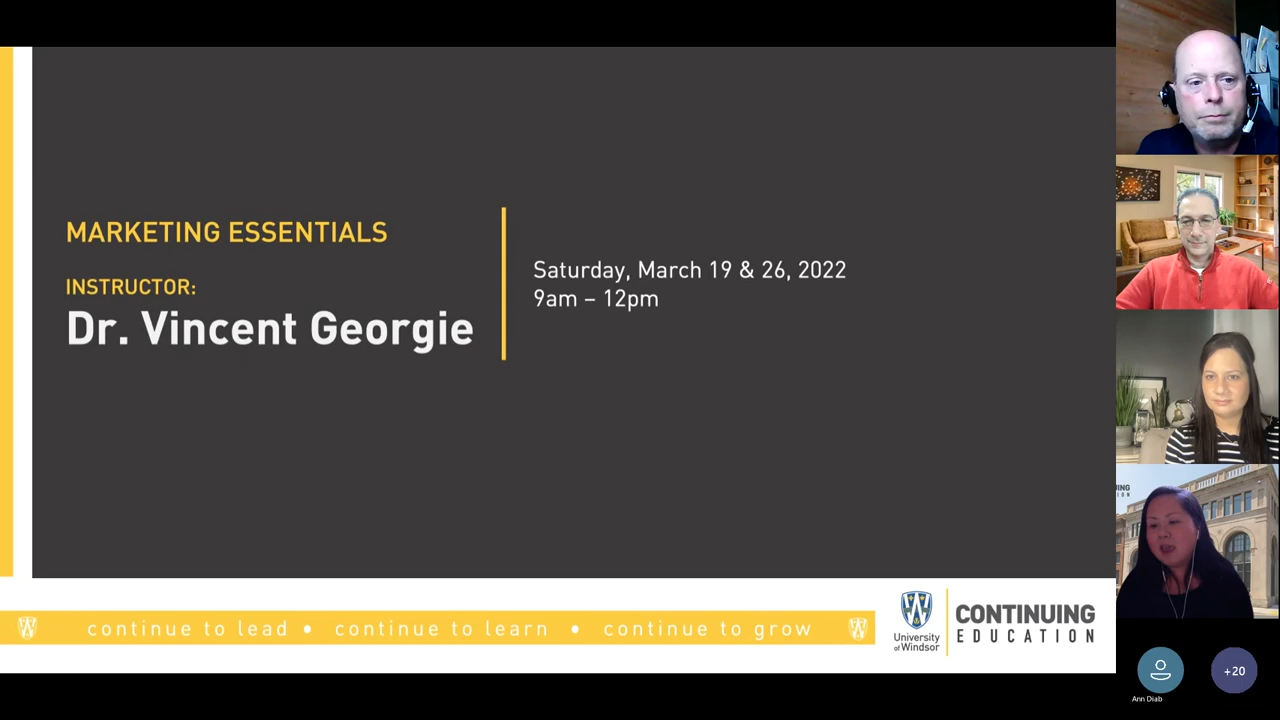 MARKETING ESSENTIALS
INSTRUCTOR:
Dr. Vincent Georgie
Saturday, March 19 & 26, 2022
9am – 12pm
continue to lead • continue to learn • continue to grow
University
of Windsor
CONTINUING
EDUCATION
Ann Diab
+20